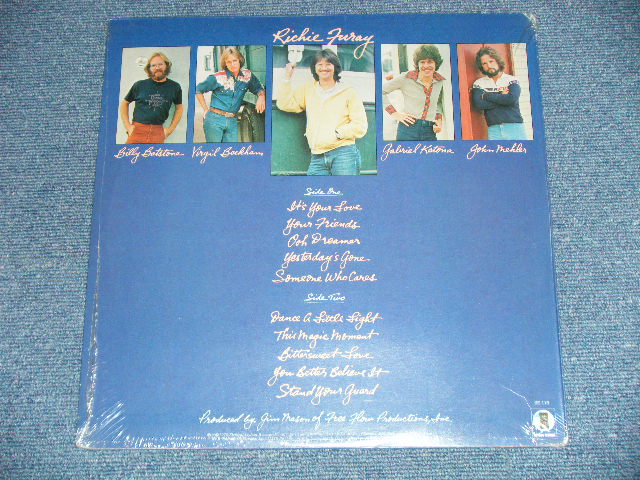 Richie Furay
Billy Batstone Virgil Beckham Gabriel Katona John Mehler
Side One
It's Your Love
Your Friends
Ooh Dreamer
Yesterday's Gone
Someone Who Cares
Side Two
Dance A Little Light
This Magic Moment
Bittersweet Love
You Better Believe It
Stand Your Guard
Produced by Jim Mason of Free Flow Productions, Inc.